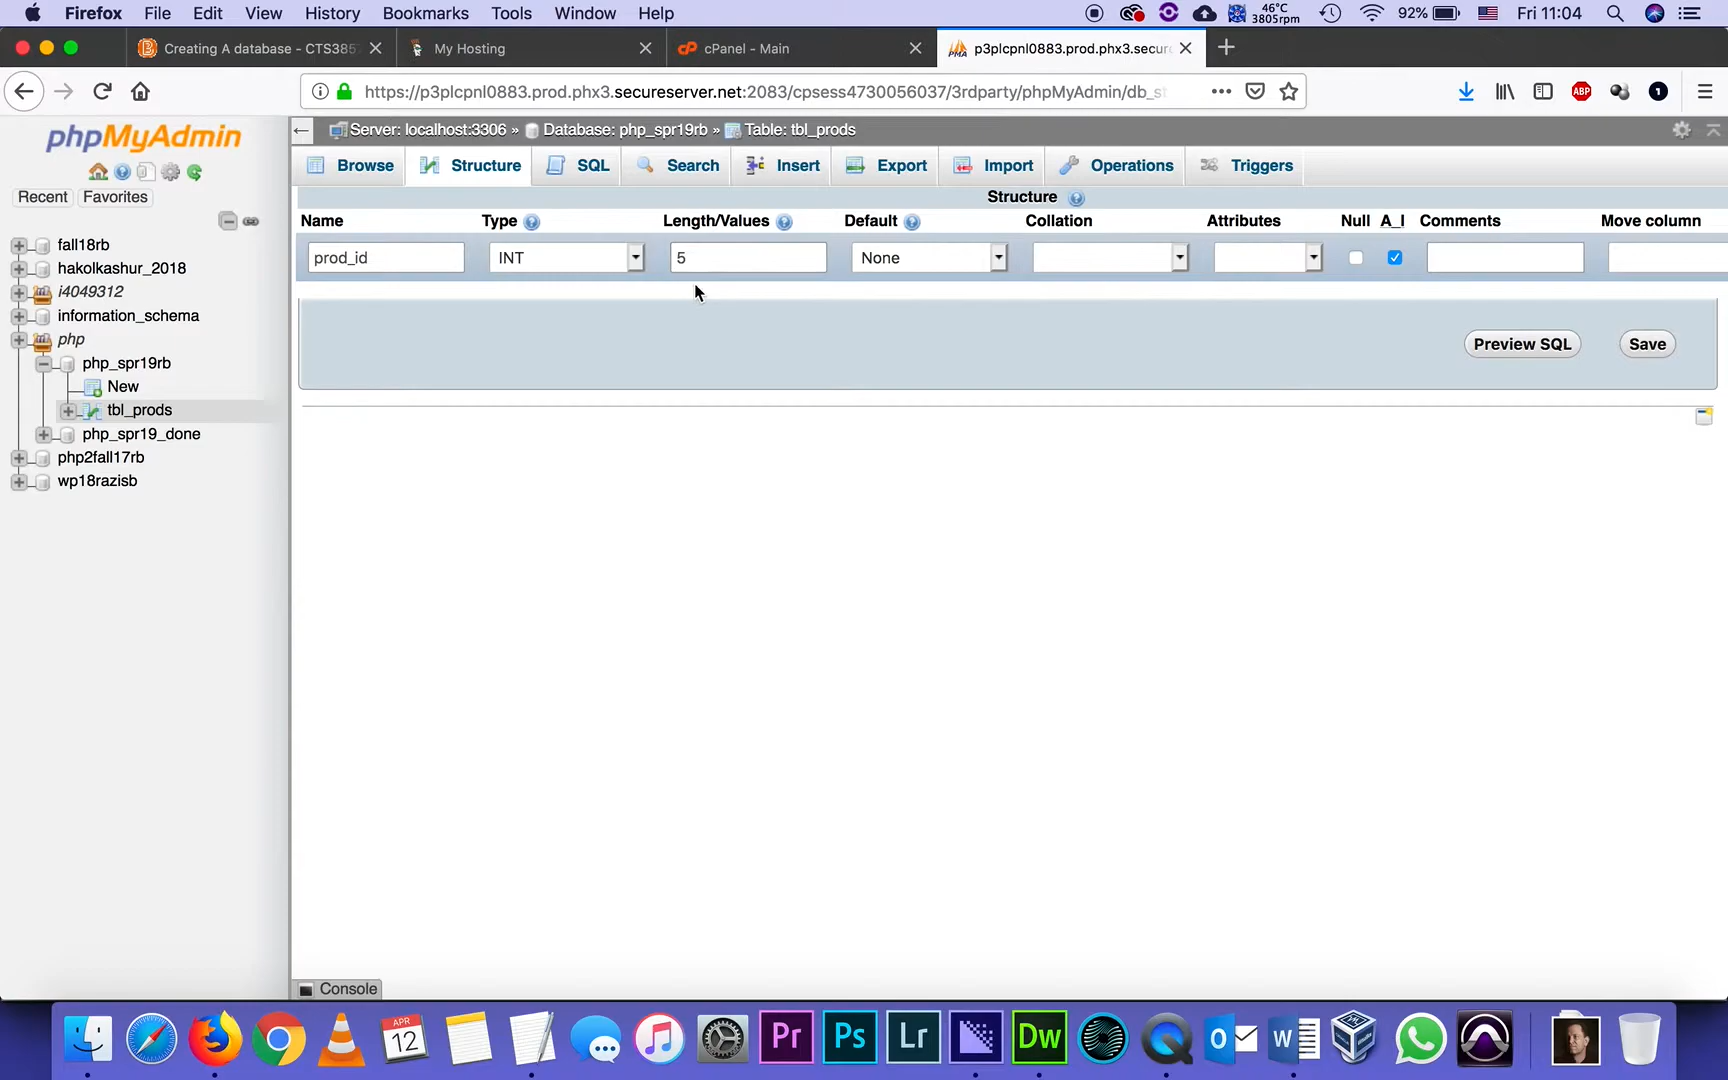 Firefox File Edit View History Bookmarks Tools Window Help 46°C 3805rpm 92% Fri 11:04
Creating A database - CTS385 My Hosting cPanel - Main p3plcpnl0883.prod.phx3.secur
https://p3plcpnl0883.prod.phx3.secureserver.net:2083/cpsess4730056037/3rdparty/phpMyAdmin/db_st ABP 1
phpMyAdmin
Recent Favorites
fall18rb
hakolkashur_2018
i4049312
information_schema
php
php_spr19rb
New
tbl_prods
php_spr19_done
php2fall17rb
wp18razisb
Server: localhost:3306 » Database: php_spr19rb » Table: tbl_prods
Browse Structure SQL Search Insert Export Import Operations Triggers
Structure
Name Type Length/Values Default Collation Attributes Null A_I Comments Move column
prod_id INT 5 None
Preview SQL Save
Console
APR 12 Pr Ps Lr Dw